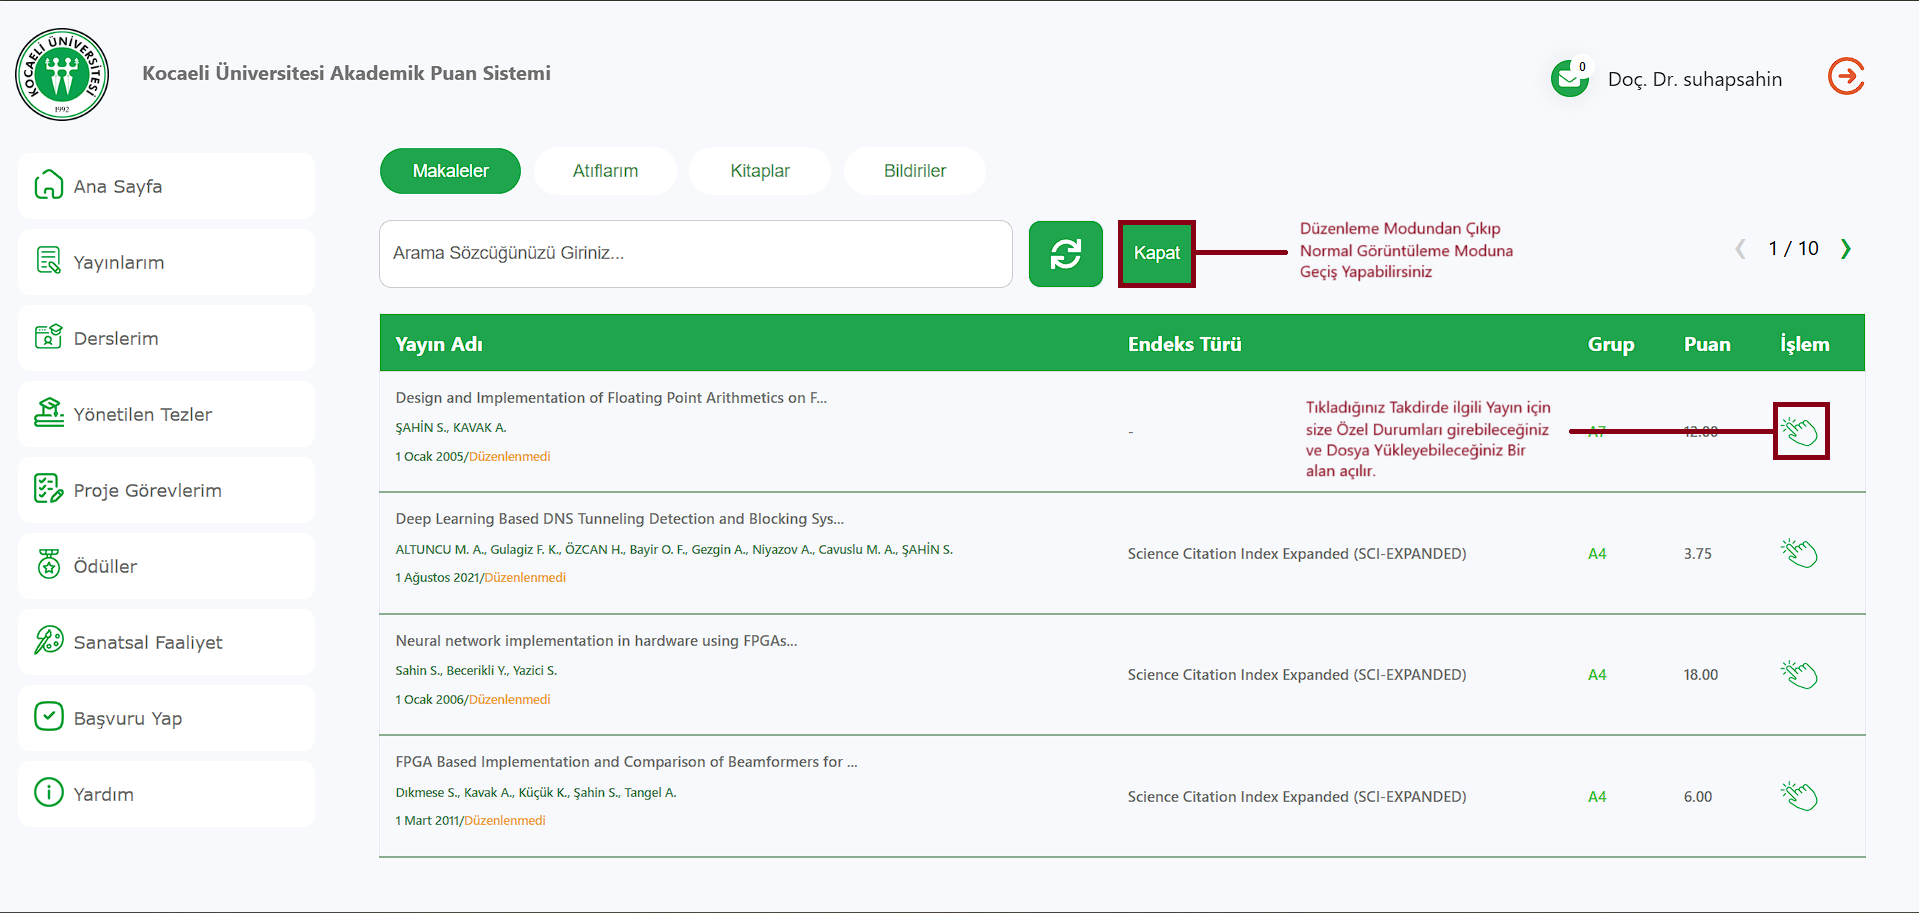 KOCAELİ ÜNİVERSİTESİ
1992
Kocaeli Üniversitesi Akademik Puan Sistemi
0
Doç. Dr. suhapsahin
Ana Sayfa
Yayınlarım
Derslerim
Yönetilen Tezler
Proje Görevlerim
Ödüller
Sanatsal Faaliyet
Başvuru Yap
Yardım
Makaleler
Atıflarım
Kitaplar
Bildiriler
Arama Sözcüğünüzü Giriniz...
Kapat
Düzenleme Modundan Çıkıp
Normal Görüntüleme Moduna
Geçiş Yapabilirsiniz
1 / 10
Yayın Adı Endeks Türü Grup Puan İşlem
Design and Implementation of Floating Point Arithmetics on F...
ŞAHİN S., KAVAK A.
1 Ocak 2005/Düzenlenmedi
-
Tıkladığınız Takdirde ilgili Yayın için
size Özel Durumları girebileceğiniz
ve Dosya Yükleyebileceğiniz Bir
alan açılır.
A7
12.00
Deep Learning Based DNS Tunneling Detection and Blocking Sys...
ALTUNCU M. A., Gulagiz F. K., ÖZCAN H., Bayir O. F., Gezgin A., Niyazov A., Cavuslu M. A., ŞAHİN S.
1 Ağustos 2021/Düzenlenmedi
Science Citation Index Expanded (SCI-EXPANDED) A4 3.75
Neural network implementation in hardware using FPGAs...
Sahin S., Becerikli Y., Yazici S.
1 Ocak 2006/Düzenlenmedi
Science Citation Index Expanded (SCI-EXPANDED) A4 18.00
FPGA Based Implementation and Comparison of Beamformers for ...
Dıkmese S., Kavak A., Küçük K., Şahin S., Tangel A.
1 Mart 2011/Düzenlenmedi
Science Citation Index Expanded (SCI-EXPANDED) A4 6.00